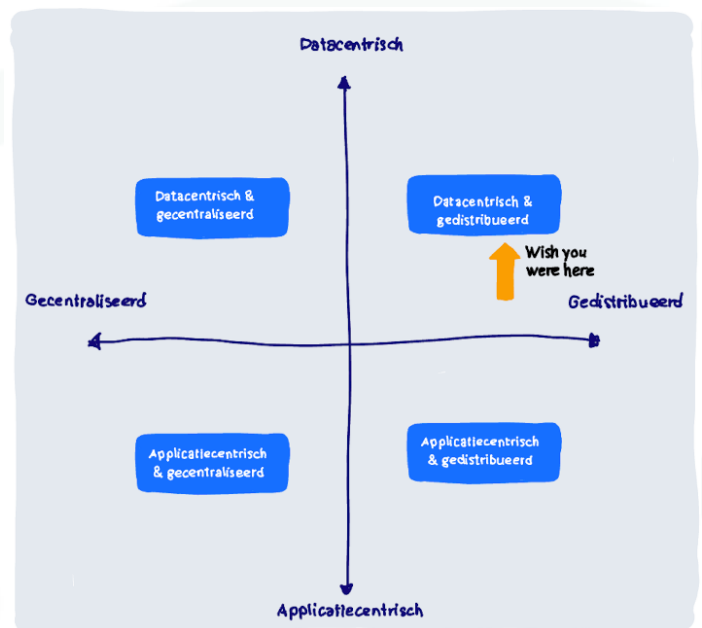 Datacentrisch
Datacentrisch &
gecentraliseerd
Datacentrisch &
gedistribueerd
Wish you
were here
Gecentraliseerd
Gedistribueerd
Applicatiecentrisch
& gecentraliseerd
Applicatiecentrisch
& gedistribueerd
Applicatiecentrisch